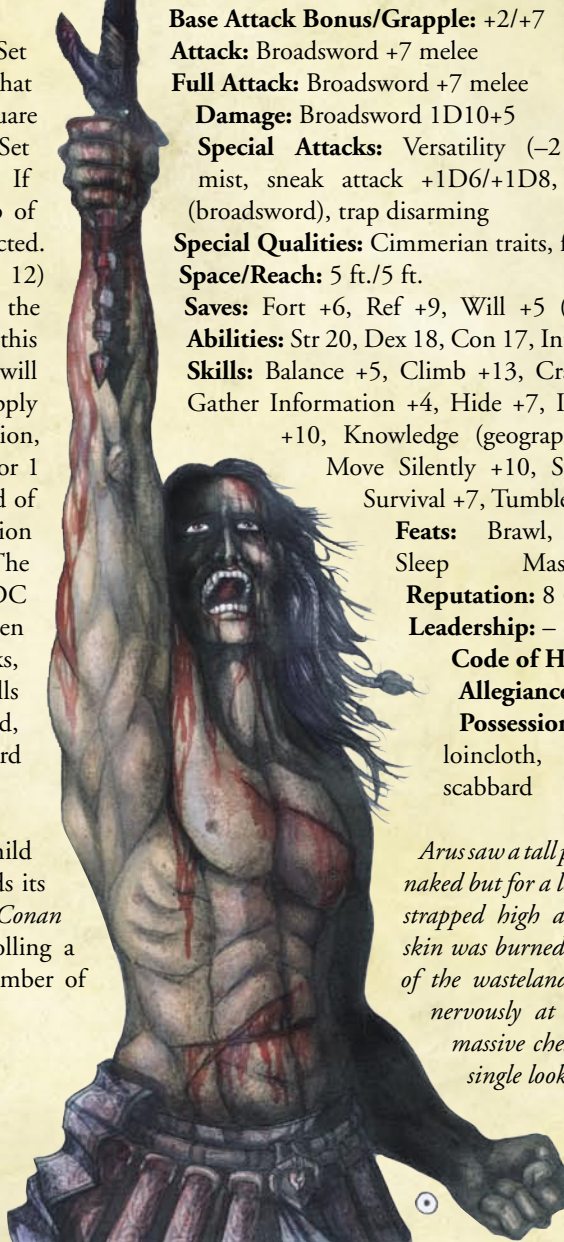 Set
hat
uare
Set
If
of
cted.
12)
the
this
will
pply
ion,
or 1
d of
ion
The
DC
en
ks,
lls
d,
rd
hild
ds its
Conan
olling a
mber of
Base Attack Bonus/Grapple: +2/+7
Attack: Broadsword +7 melee
Full Attack: Broadsword +7 melee
Damage: Broadsword 1D10+5
Special Attacks: Versatility (–2
mist, sneak attack +1D6/+1D8,
(broadsword), trap disarming
Special Qualities: Cimmerian traits, f
Space/Reach: 5 ft./5 ft.
Saves: Fort +6, Ref +9, Will +5 (
Abilities: Str 20, Dex 18, Con 17, In
Skills: Balance +5, Climb +13, Cr
Gather Information +4, Hide +7, I
+10, Knowledge (geograp
Move Silently +10, S
Survival +7, Tumble
Feats: Brawl,
Sleep Mas
Reputation: 8
Leadership: –
Code of H
Allegiance
Possession
loincloth,
scabbard
Arus saw a tall p
naked but for a l
strapped high a
skin was burned
of the wasteland
nervously at
massive che
single look